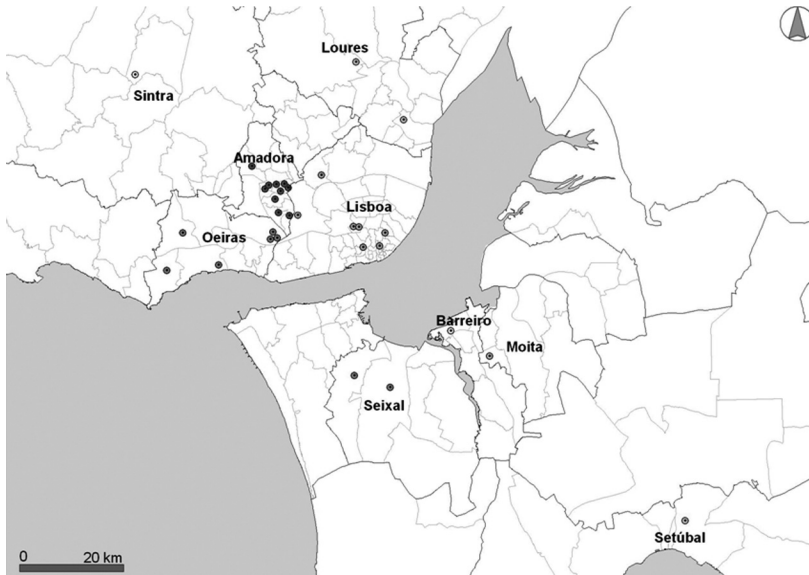 Loures
Sintra
Amadora
Lisboa
Oeiras
Barreiro
Moita
Seixal
Setúbal
0 20 km